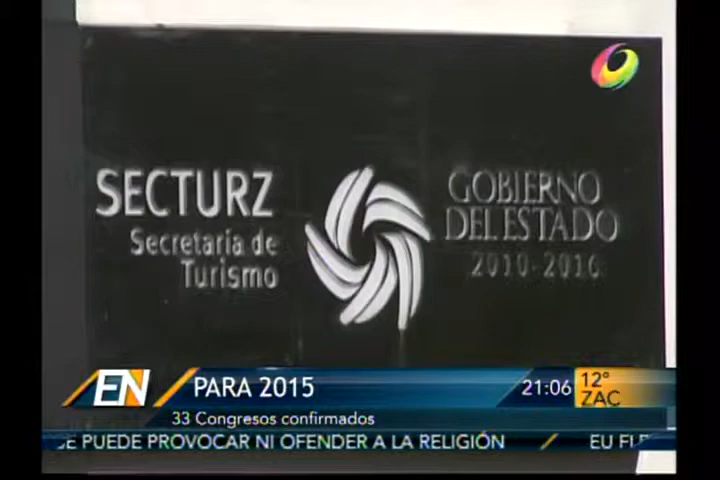 SECTURZ
Secretaria de
Turismo
GOBIERNO
DEL ESTADO
2010-2016
EN
PARA 2015
21:06
12°
ZAC
33 Congresos confirmados
SE PUEDE PROVOCAR NI OFENDER A LA RELIGIÓN
EU